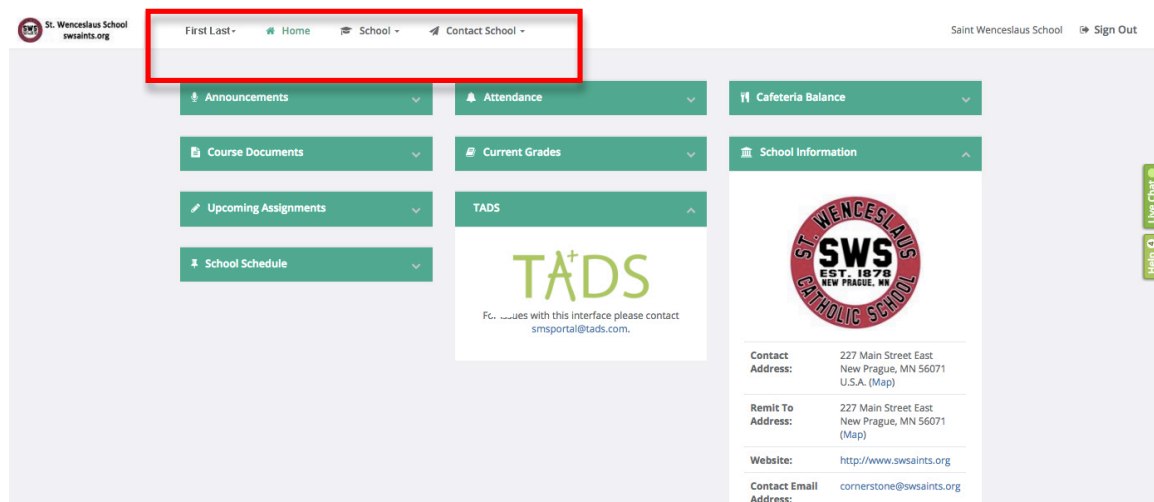 St. Wenceslaus School
swsaints.org
SWS
First Last
Home
School
Contact School
Saint Wenceslaus School
Sign Out
Announcements
Attendance
Cafeteria Balance
Course Documents
Current Grades
School Information
Upcoming Assignments
TADS
School Schedule
TADS
with this interface please contact
smsportal@tads.com.
ST. WENCESLAUS
SWS
EST. 1878
NEW PRAGUE, MN
CATHOLIC SCHOOL
Contact Address:
227 Main Street East
New Prague, MN 56071
U.S.A. (Map)
Remit To Address:
227 Main Street East
New Prague, MN 56071
(Map)
Website:
http://www.swsaints.org
Contact Email Address:
cornerstone@swsaints.org
Live Chat
Help